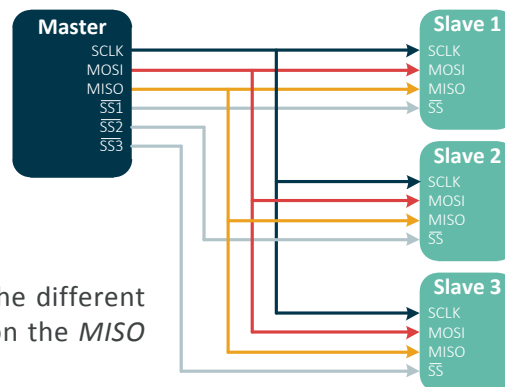 Master
SCLK
MOSI
MISO
SS1
SS2
SS3
Slave 1
SCLK
MOSI
MISO
SS
Slave 2
SCLK
MOSI
MISO
SS
Slave 3
SCLK
MOSI
MISO
SS
he different
on the MISO